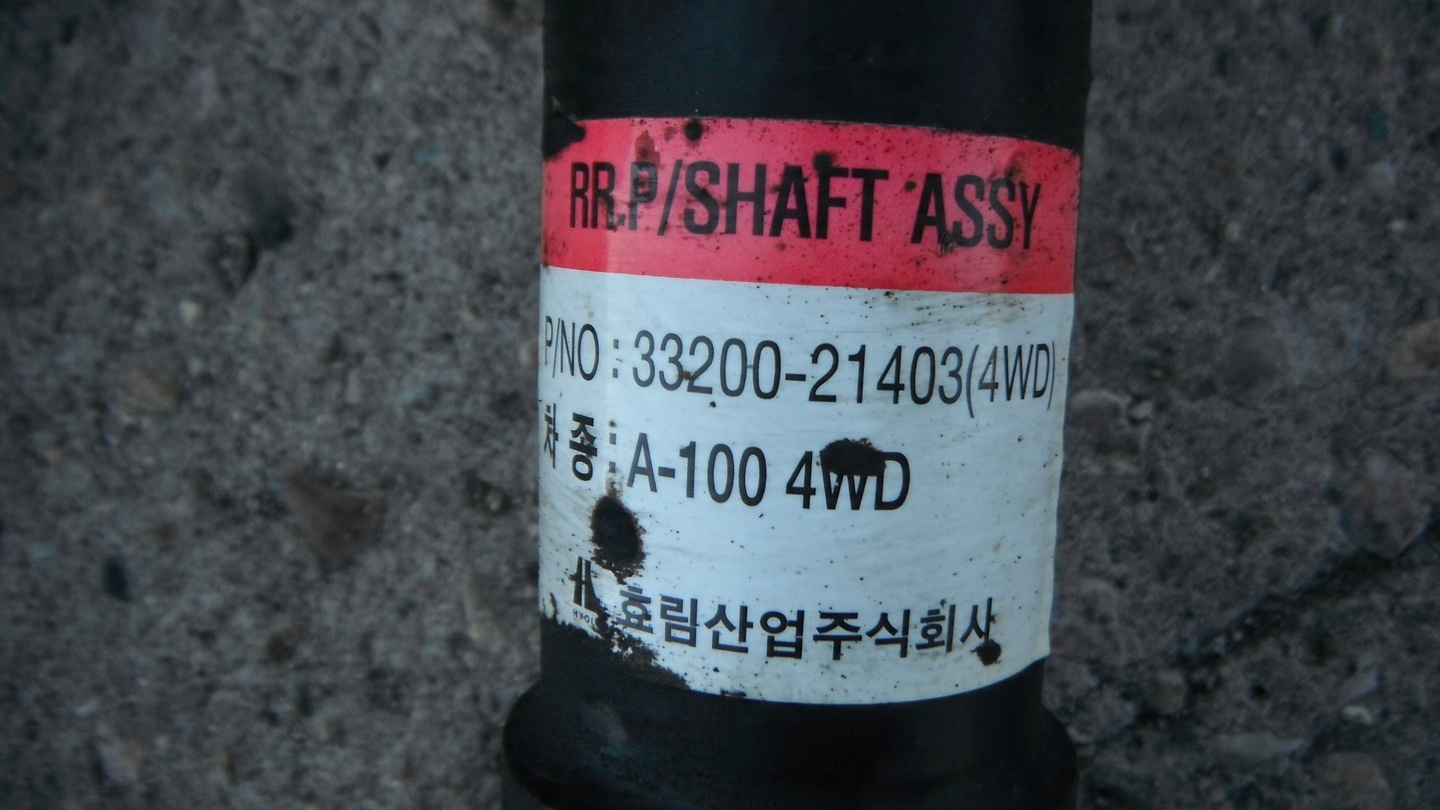 RR.P/SHAFT ASSY
P/NO : 33200-21403(4WD)
차 종 : A-100 4WD
효림산업주식회사